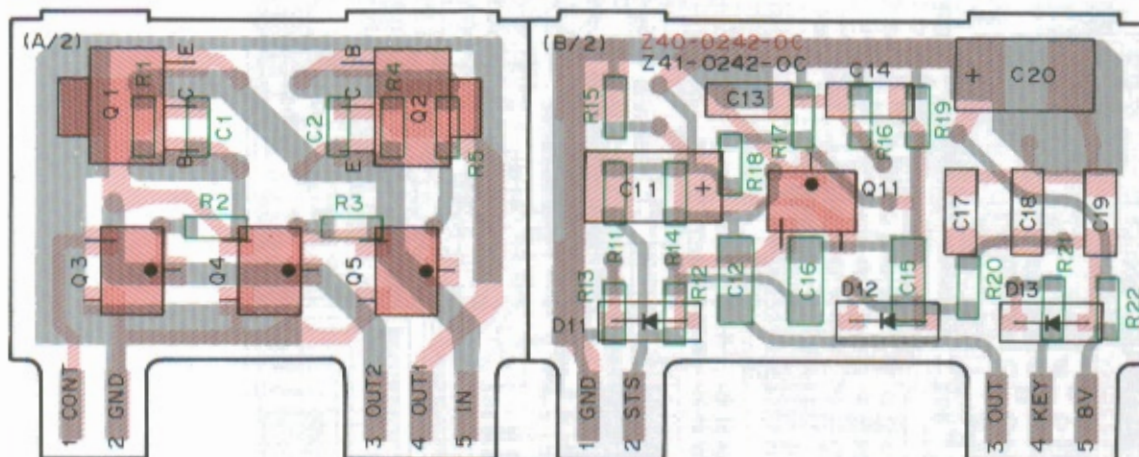 (A/2)
Q1
R1
E
C
B
C1
B
C
E
C2
R4
Q2
R5
R2
R3
Q3
Q4
Q5
1 CONT
2 GND
3 OUT2
4 OUT1
5 IN
(B/2)
Z40-0242-0C
Z41-0242-0C
R15
C13
C14
R17
R16
R19
+ C20
C11 +
R18
Q11
C17
C18
C19
R11
R14
R13
R12
C12
C16
C15
R20
R21
R22
D11
D12
D13
1 GND
2 STS
3 OUT
4 KEY
5 8V